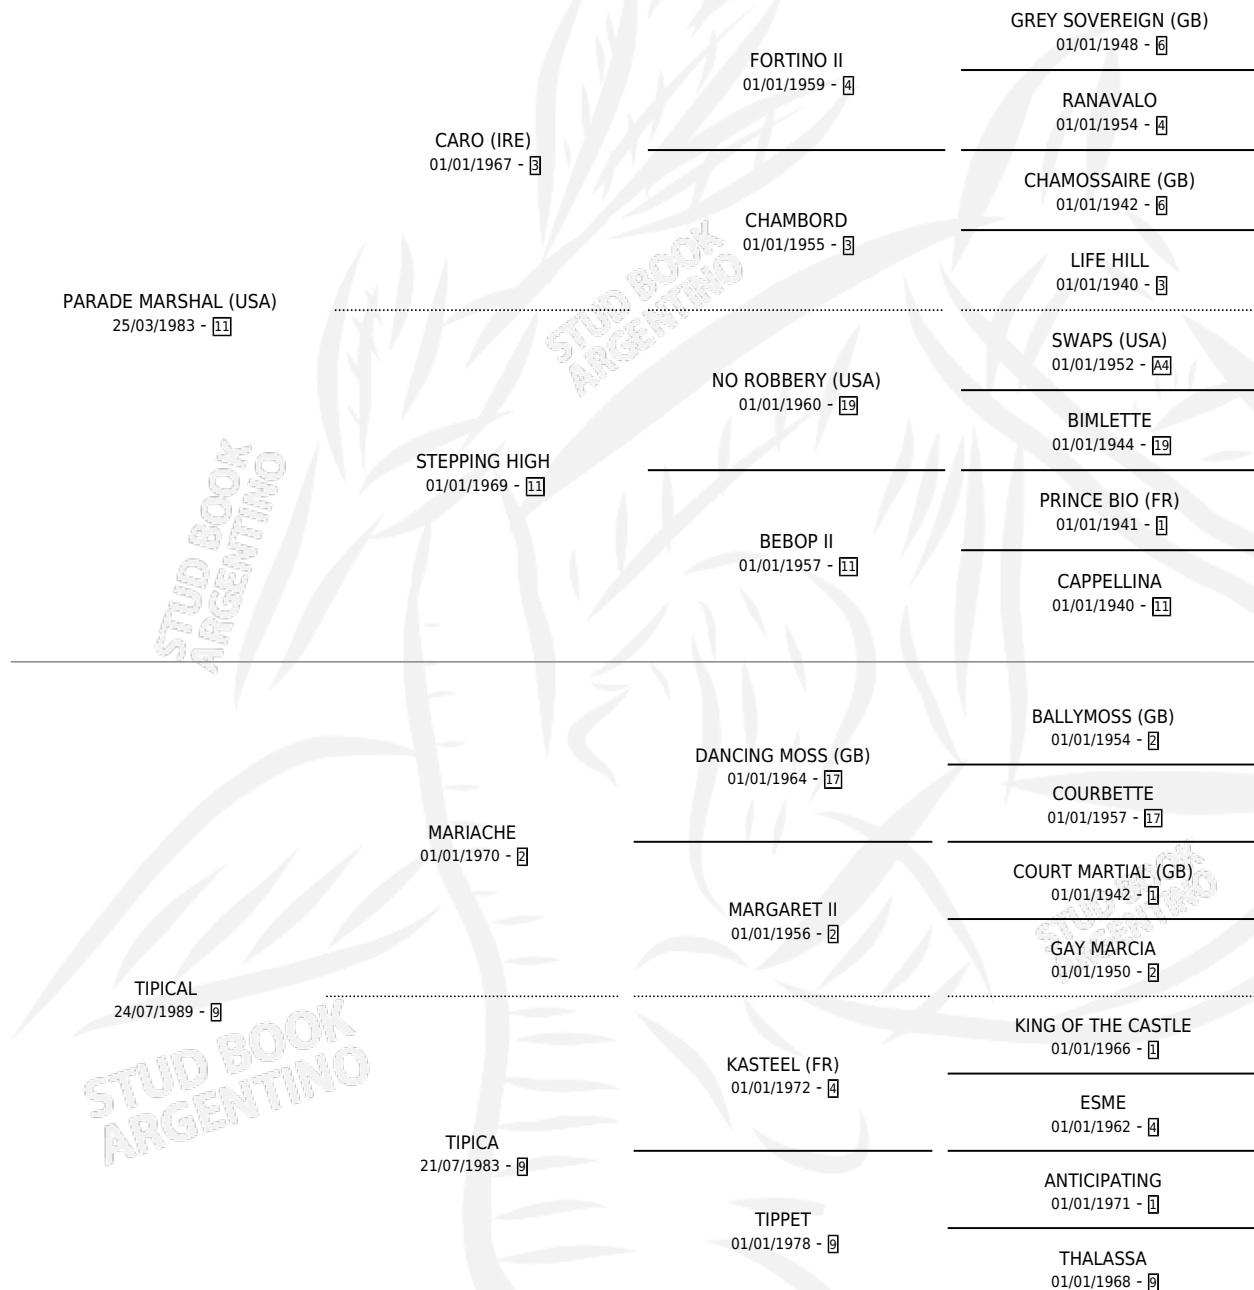 GREY SOVEREIGN (GB)
01/01/1948 - 6
FORTINO II
01/01/1959 - 4
RANAVALO
01/01/1954 - 4
CARO (IRE)
01/01/1967 - 3
CHAMOSSAIRE (GB)
01/01/1942 - 6
CHAMBORD
01/01/1955 - 3
LIFE HILL
01/01/1940 - 3
PARADE MARSHAL (USA)
25/03/1983 - 11
SWAPS (USA)
01/01/1952 - A4
NO ROBBERY (USA)
01/01/1960 - 19
BIMLETTE
01/01/1944 - 19
STEPPING HIGH
01/01/1969 - 11
PRINCE BIO (FR)
01/01/1941 - 1
BEBOP II
01/01/1957 - 11
CAPPELLINA
01/01/1940 - 11
STUD BOOK
ARGENTINO
STUD BOOK
ARGENTINO
BALLYMOSS (GB)
01/01/1954 - 2
DANCING MOSS (GB)
01/01/1964 - 17
COURBETTE
01/01/1957 - 17
MARIACHE
01/01/1970 - 2
COURT MARTIAL (GB)
01/01/1942 - 1
MARGARET II
01/01/1956 - 2
GAY MARCIA
01/01/1950 - 2
TIPICAL
24/07/1989 - 9
KING OF THE CASTLE
01/01/1966 - 1
KASTEEL (FR)
01/01/1972 - 4
ESME
01/01/1962 - 4
TIPICA
21/07/1983 - 9
ANTICIPATING
01/01/1971 - 1
TIPPET
01/01/1978 - 9
THALASSA
01/01/1968 - 9
STUD BOOK
ARGENTINO
STUD BOOK
ARGENTINO